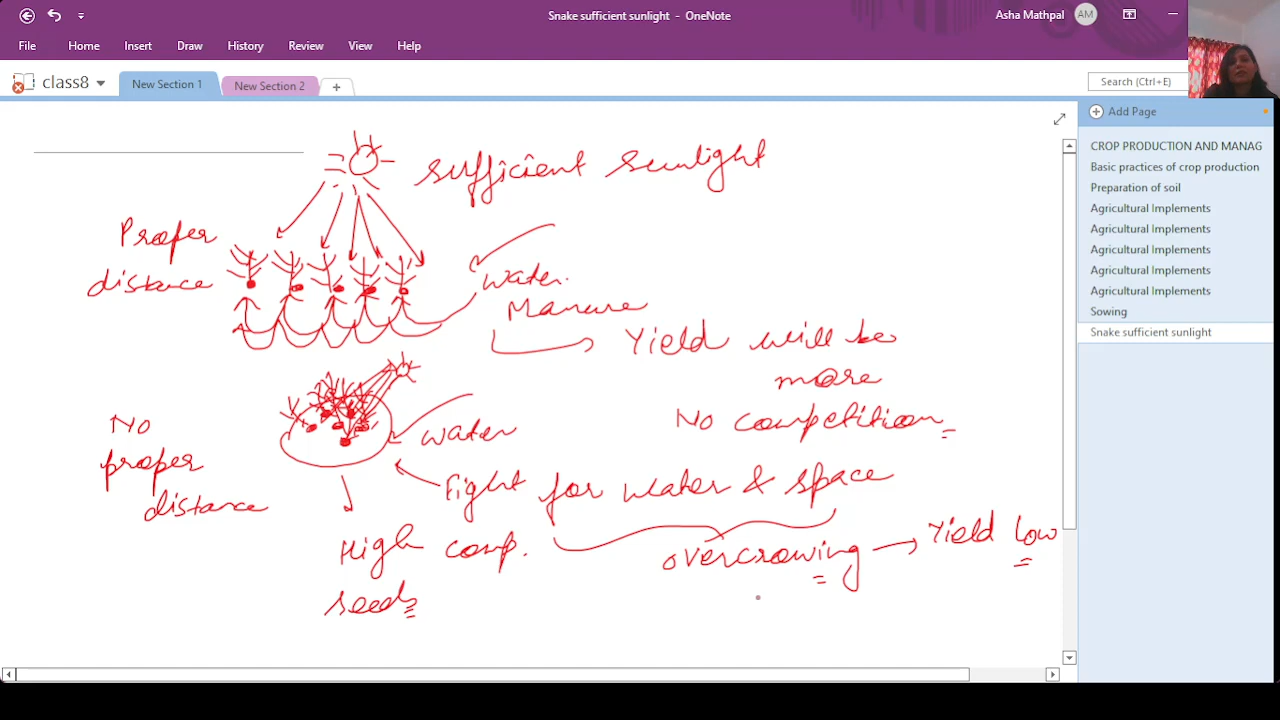 Snake sufficient sunlight - OneNote
Asha Mathpal
AM
File
Home
Insert
Draw
History
Review
View
Help
class8
New Section 1
New Section 2
+
Search (Ctrl+E)
Add Page
CROP PRODUCTION AND MANAG
Basic practices of crop production
Preparation of soil
Agricultural Implements
Agricultural Implements
Agricultural Implements
Agricultural Implements
Agricultural Implements
Sowing
Snake sufficient sunlight
sufficient sunlight
Proper
distance
water.
Manure
Yield will be
more
No competition
No
proper
distance
water
Fight for water & space
High comp.
seeds
overcrowing
Yield low